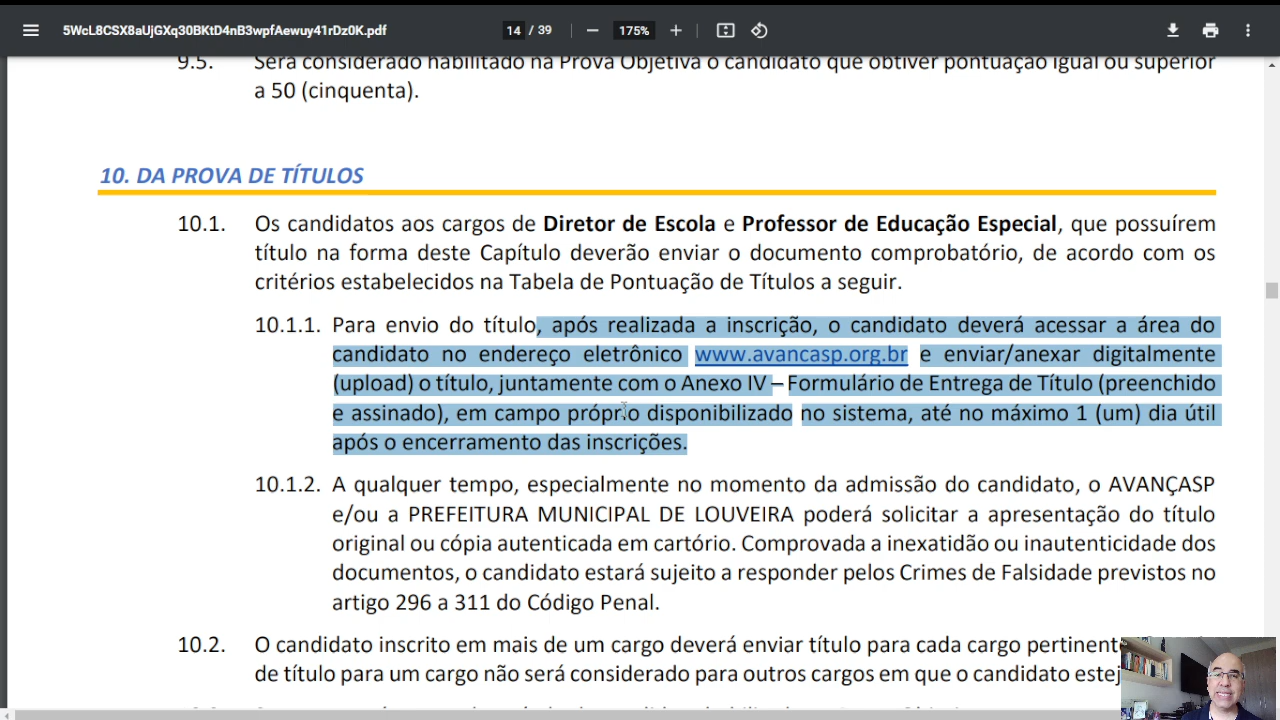 5WcL8CSX8aUjGXq30BKtD4nB3wpfAewuy41rDz0K.pdf
14 / 39
175%
9.5. Será considerado habilitado na Prova Objetiva o candidato que obtiver pontuação igual ou superior
a 50 (cinquenta).
10. DA PROVA DE TÍTULOS
10.1. Os candidatos aos cargos de Diretor de Escola e Professor de Educação Especial, que possuírem
título na forma deste Capítulo deverão enviar o documento comprobatório, de acordo com os
critérios estabelecidos na Tabela de Pontuação de Títulos a seguir.
10.1.1. Para envio do título, após realizada a inscrição, o candidato deverá acessar a área do
candidato no endereço eletrônico www.avancasp.org.br e enviar/anexar digitalmente
(upload) o título, juntamente com o Anexo IV – Formulário de Entrega de Título (preenchido
e assinado), em campo próprio disponibilizado no sistema, até no máximo 1 (um) dia útil
após o encerramento das inscrições.
10.1.2. A qualquer tempo, especialmente no momento da admissão do candidato, o AVANÇASP
e/ou a PREFEITURA MUNICIPAL DE LOUVEIRA poderá solicitar a apresentação do título
original ou cópia autenticada em cartório. Comprovada a inexatidão ou inautenticidade dos
documentos, o candidato estará sujeito a responder pelos Crimes de Falsidade previstos no
artigo 296 a 311 do Código Penal.
10.2. O candidato inscrito em mais de um cargo deverá enviar título para cada cargo pertinent
de título para um cargo não será considerado para outros cargos em que o candidato estej